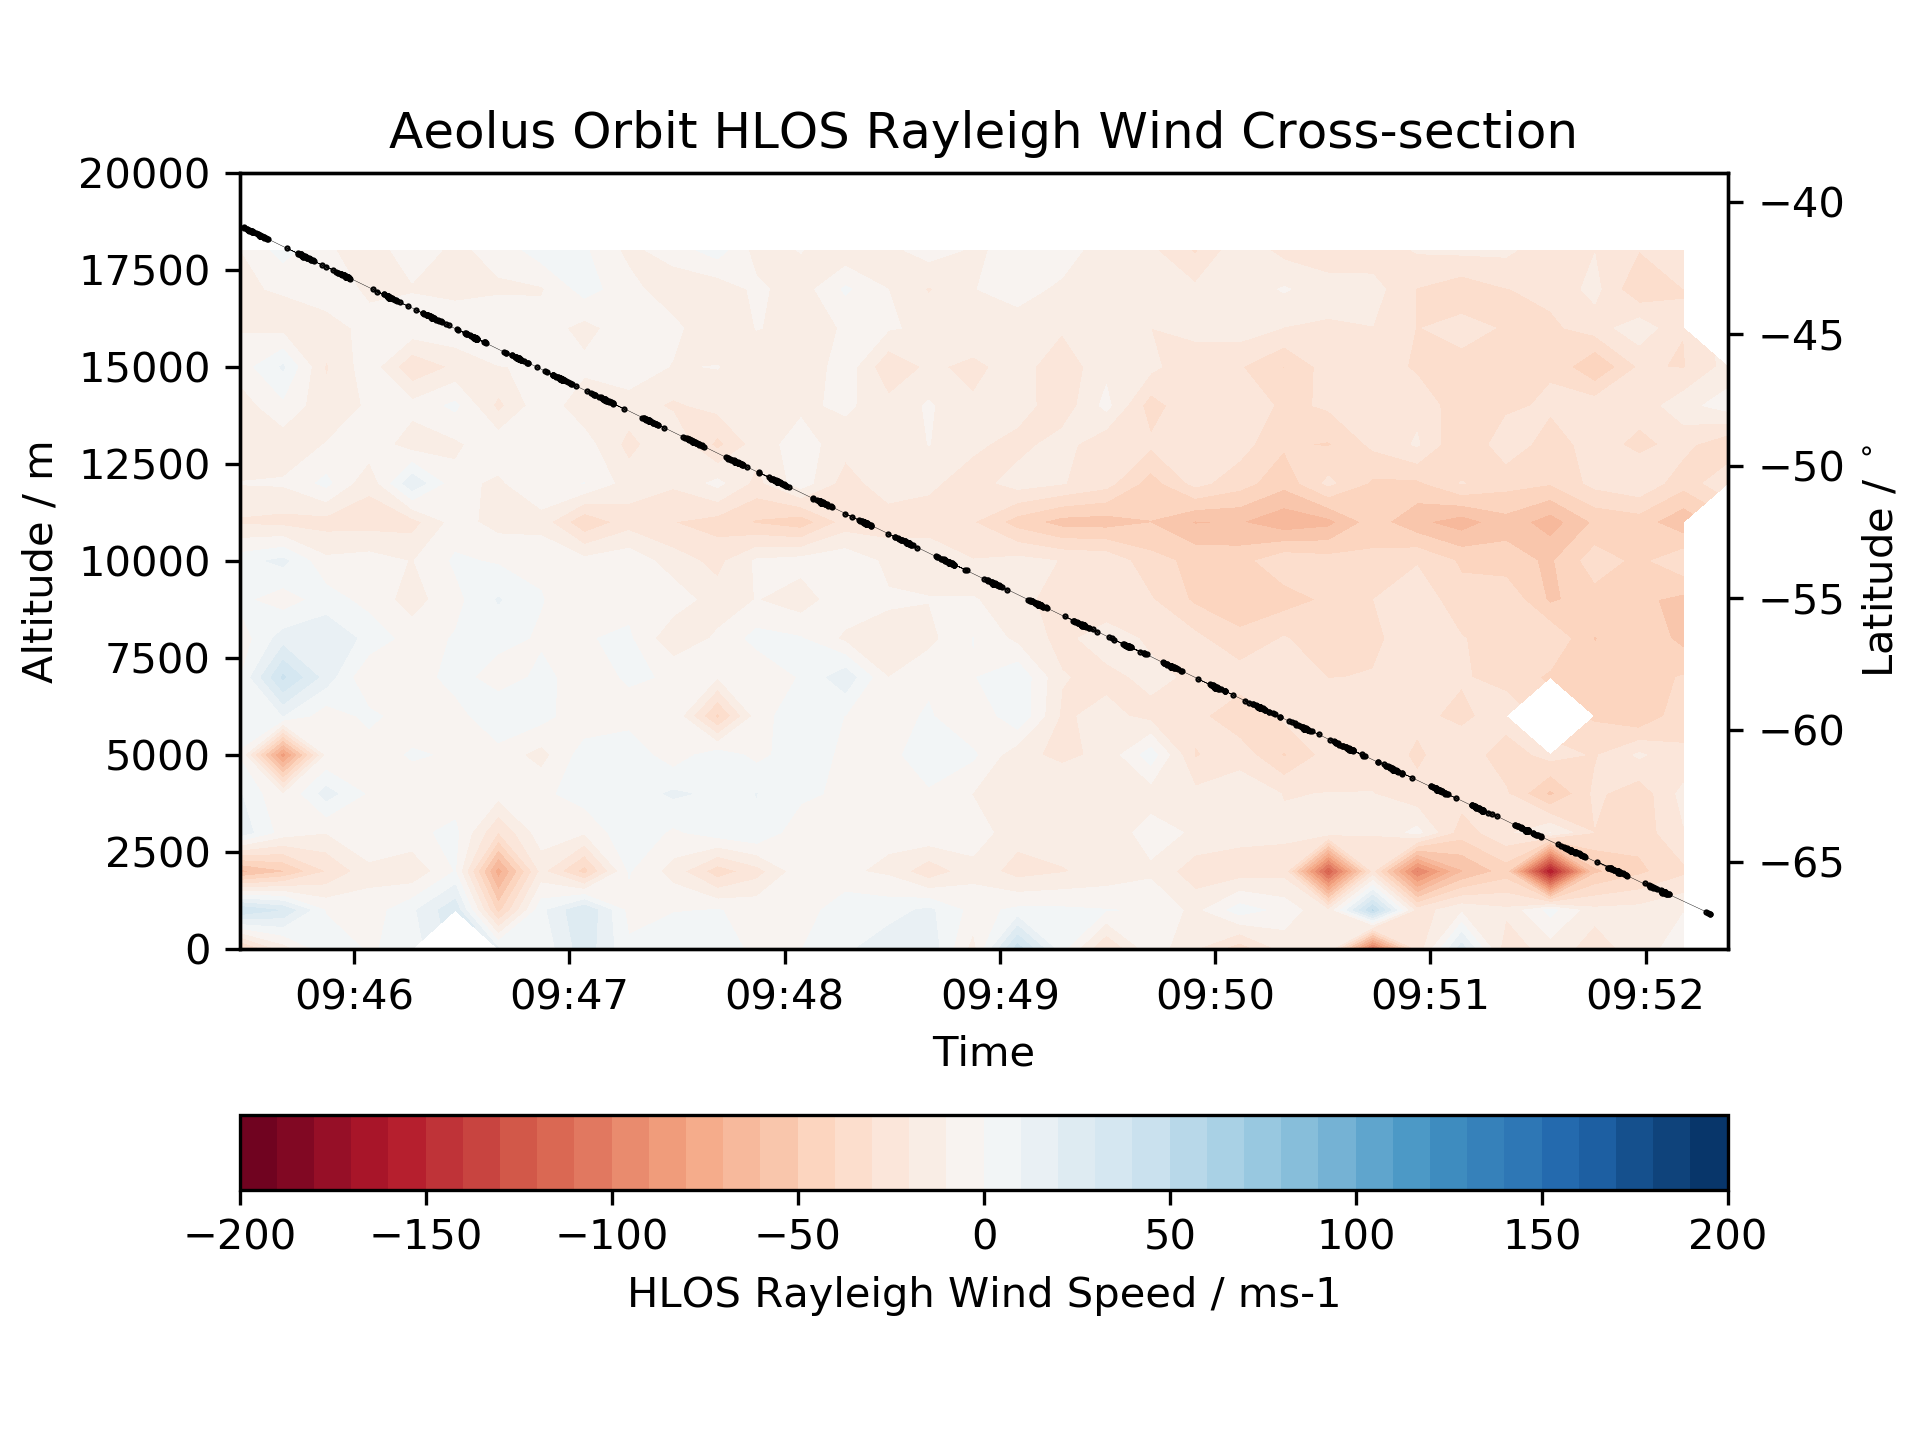 Aeolus Orbit HLOS Rayleigh Wind Cross-section
20000
17500
15000
12500
10000
7500
5000
2500
0
Altitude / m
−40
−45
−50
−55
−60
−65
Latitude / °
09:46 09:47 09:48 09:49 09:50 09:51 09:52
Time
−200 −150 −100 −50 0 50 100 150 200
HLOS Rayleigh Wind Speed / ms-1